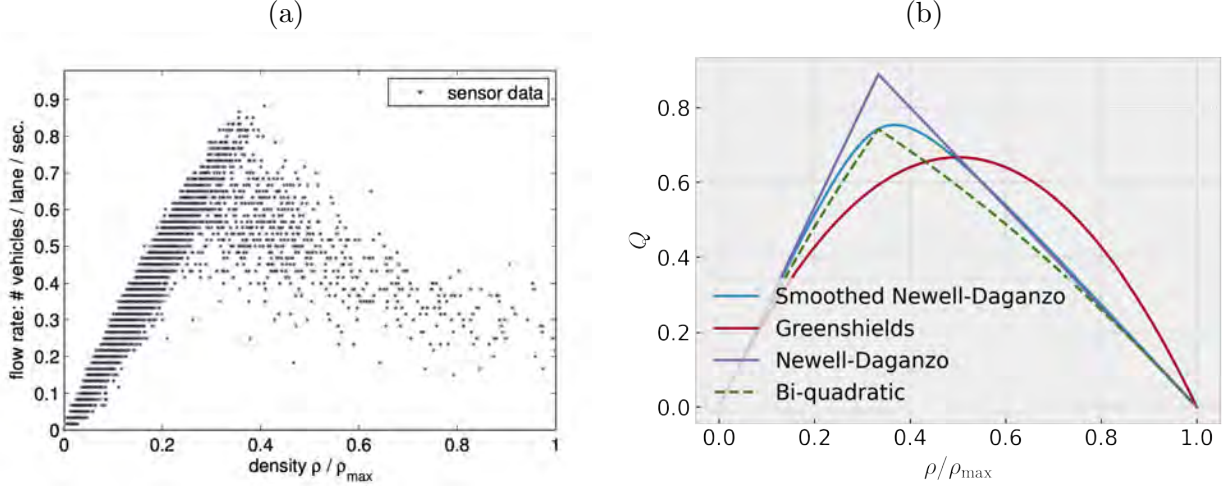 (a)
(b)
sensor data
flow rate: # vehicles / lane / sec.
0.9
0.8
0.7
0.6
0.5
0.4
0.3
0.2
0.1
0
0
0.2
0.4
0.6
0.8
1
density ρ / ρmax
Q
0.8
0.6
0.4
0.2
0.0
Smoothed Newell-Daganzo
Greenshields
Newell-Daganzo
Bi-quadratic
0.0
0.2
0.4
0.6
0.8
1.0
ρ/ρmax